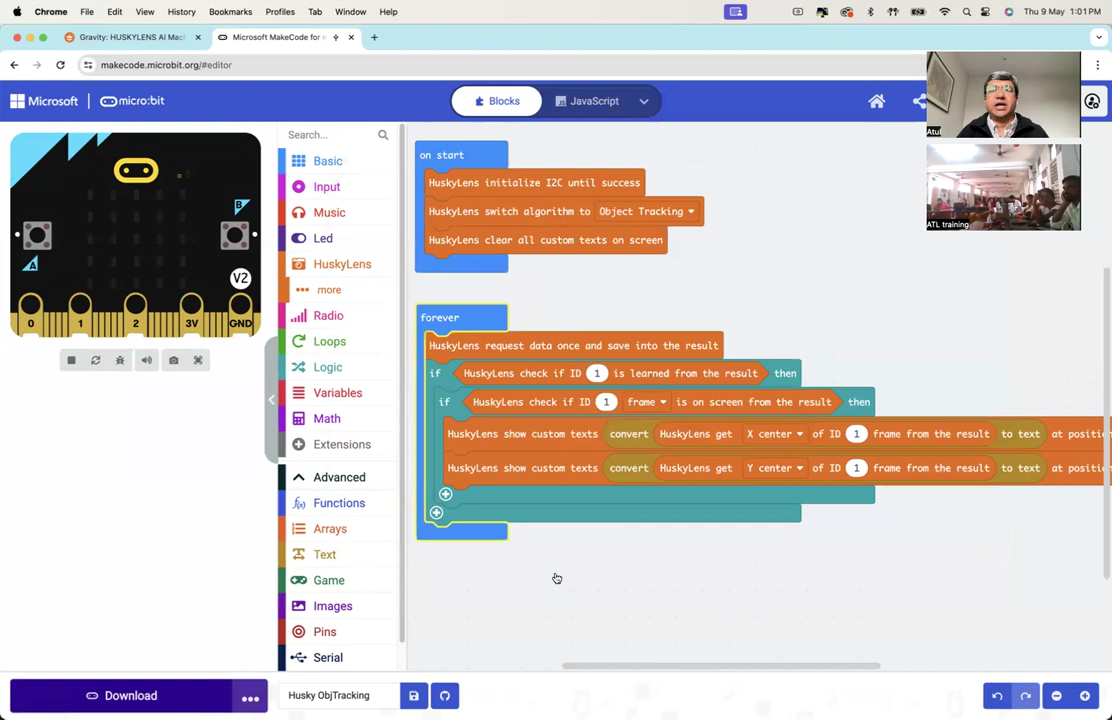 Chrome File Edit View History Bookmarks Profiles Tab Window Help Thu 9 May 1:01 PM
Gravity: HUSKYLENS AI Mac Microsoft MakeCode for
makecode.microbit.org/#editor
Microsoft micro:bit Blocks JavaScript
Atul
ATL training
Search...
Basic
Input
Music
Led
HuskyLens
more
Radio
Loops
Logic
Variables
Math
Extensions
Advanced
Functions
Arrays
Text
Game
Images
Pins
Serial
B
A
V2
0 1 2 3V GND
on start
HuskyLens initialize I2C until success
HuskyLens switch algorithm to Object Tracking
HuskyLens clear all custom texts on screen
forever
HuskyLens request data once and save into the result
if HuskyLens check if ID 1 is learned from the result then
if HuskyLens check if ID 1 frame is on screen from the result then
HuskyLens show custom texts convert HuskyLens get X center of ID 1 frame from the result to text at positio
HuskyLens show custom texts convert HuskyLens get Y center of ID 1 frame from the result to text at positio
Download ... Husky ObjTracking